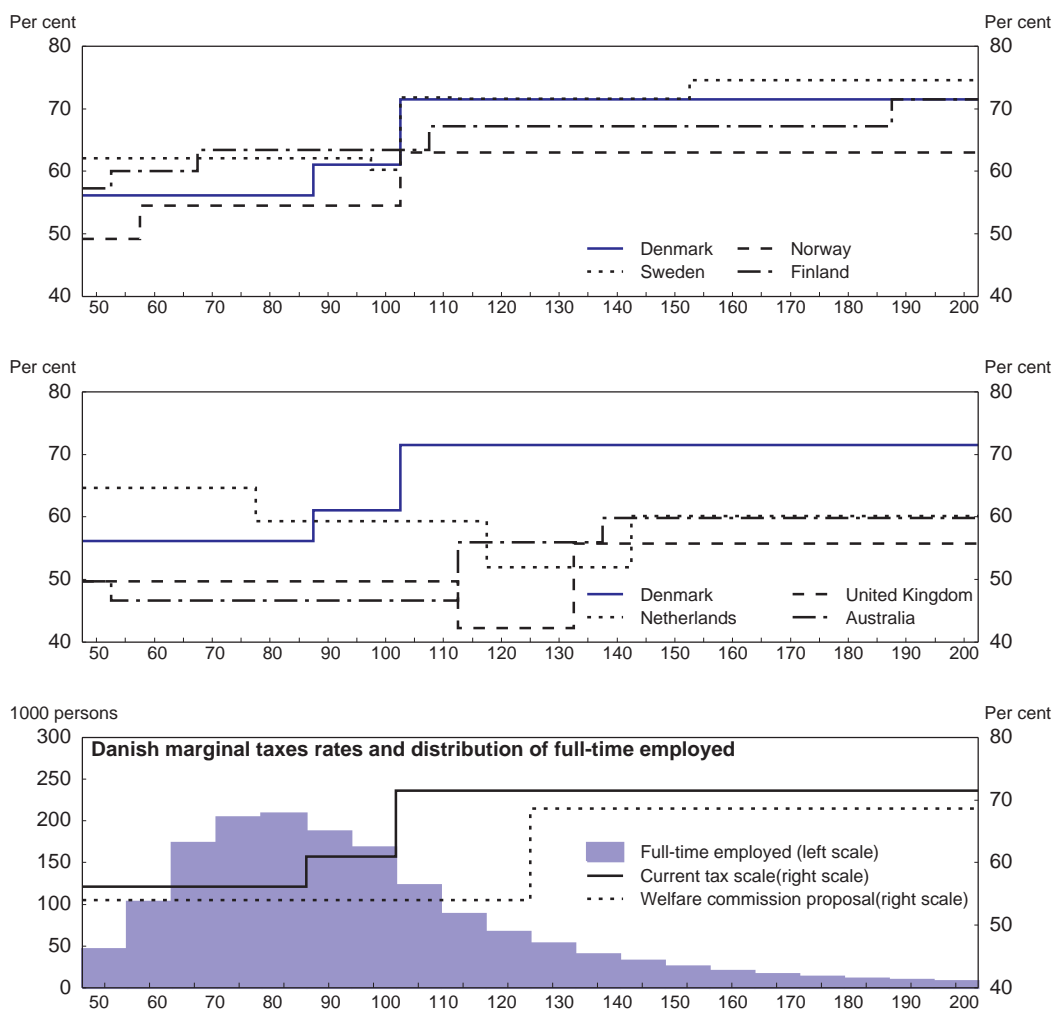 Per cent Per cent
80 80
70 70
60 60
50 50
40 40
Denmark Norway
Sweden Finland
50 60 70 80 90 100 110 120 130 140 150 160 170 180 190 200
Per cent Per cent
80 80
70 70
60 60
50 50
40 40
Denmark United Kingdom
Netherlands Australia
50 60 70 80 90 100 110 120 130 140 150 160 170 180 190 200
1000 persons Per cent
300 80
Danish marginal taxes rates and distribution of full-time employed
250
200 70
150 60
100 50
50
0 40
Full-time employed (left scale)
Current tax scale(right scale)
Welfare commission proposal(right scale)
50 60 70 80 90 100 110 120 130 140 150 160 170 180 190 200